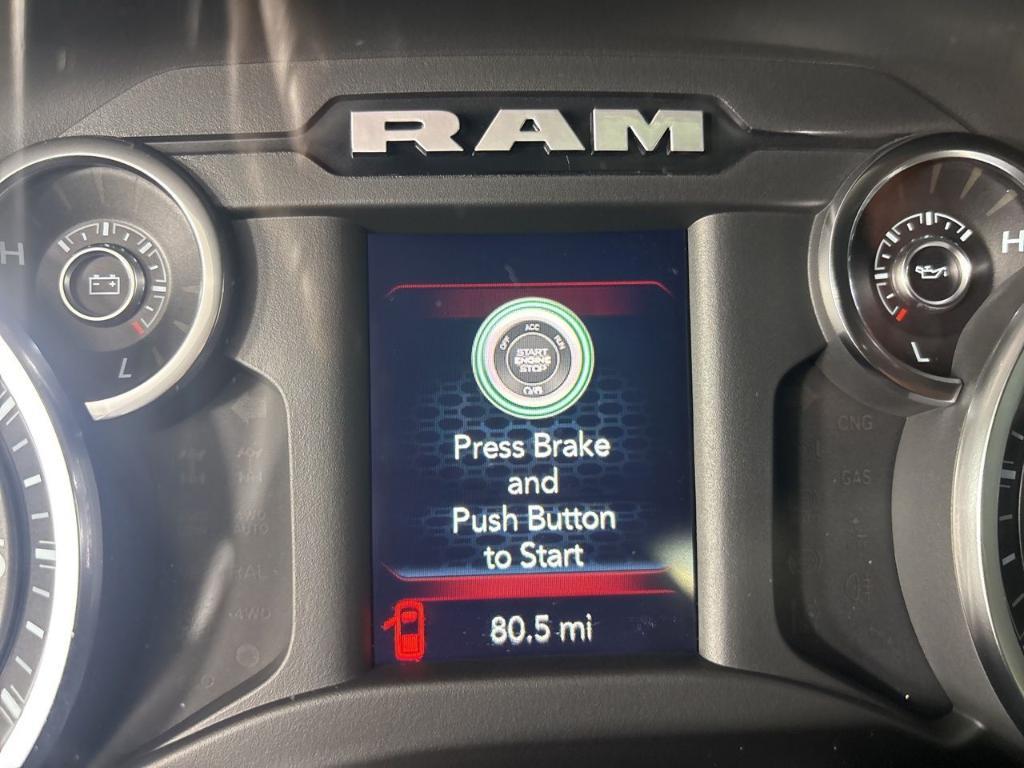 RAM
H
L
H
L
OFF
ACC
RUN
START
ENGINE
STOP
Press Brake
and
Push Button
to Start
80.5 mi
CNG
GAS
4WD